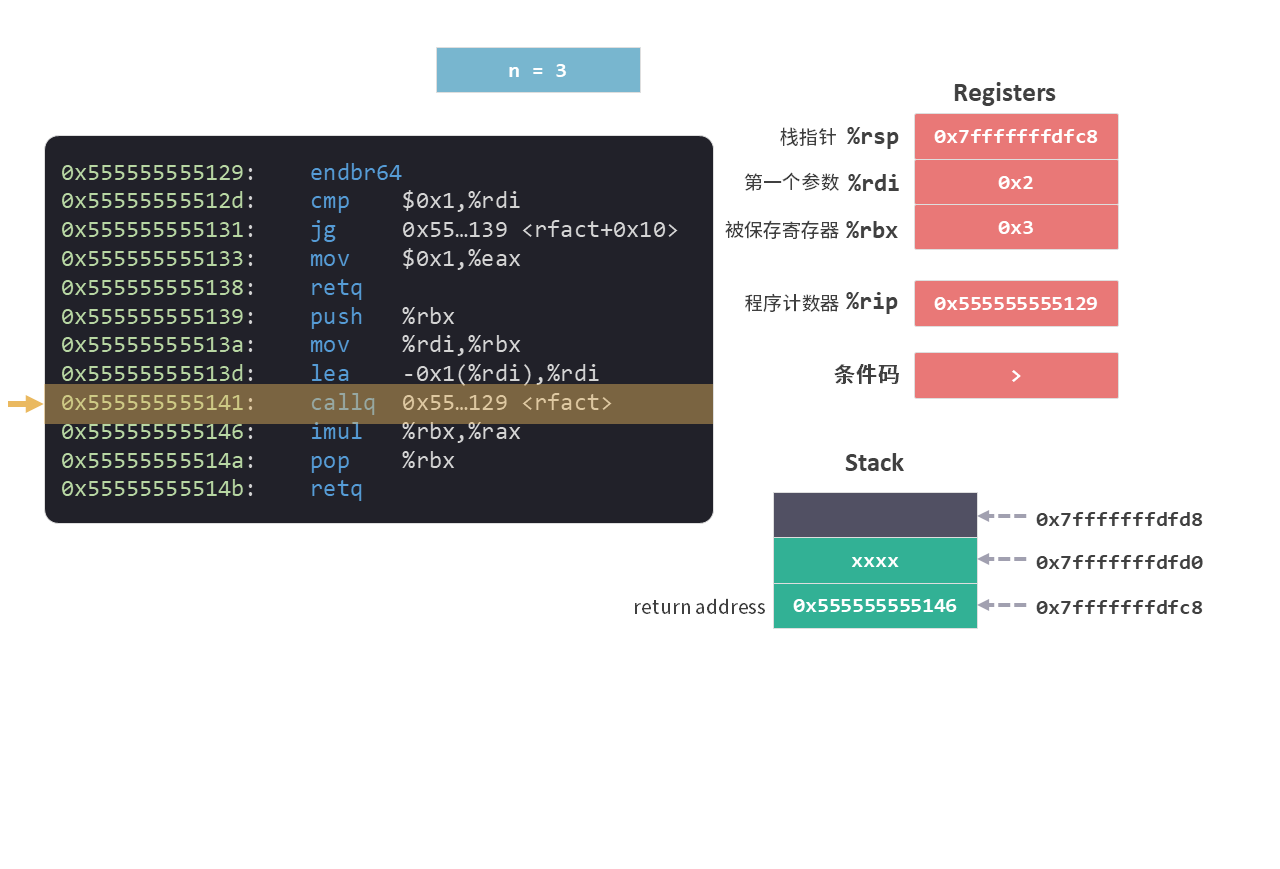 n = 3
0x555555555129: endbr64
0x55555555512d: cmp $0x1,%rdi
0x555555555131: jg 0x55…139 <rfact+0x10>
0x555555555133: mov $0x1,%eax
0x555555555138: retq
0x555555555139: push %rbx
0x55555555513a: mov %rdi,%rbx
0x55555555513d: lea -0x1(%rdi),%rdi
0x555555555141: callq 0x55…129 <rfact>
0x555555555146: imul %rbx,%rax
0x55555555514a: pop %rbx
0x55555555514b: retq
Registers
栈指针 %rsp 0x7fffffffdfc8
第一个参数 %rdi 0x2
被保存寄存器 %rbx 0x3
程序计数器 %rip 0x555555555129
条件码 >
Stack
0x7fffffffdfd8
xxxx 0x7fffffffdfd0
return address 0x555555555146 0x7fffffffdfc8